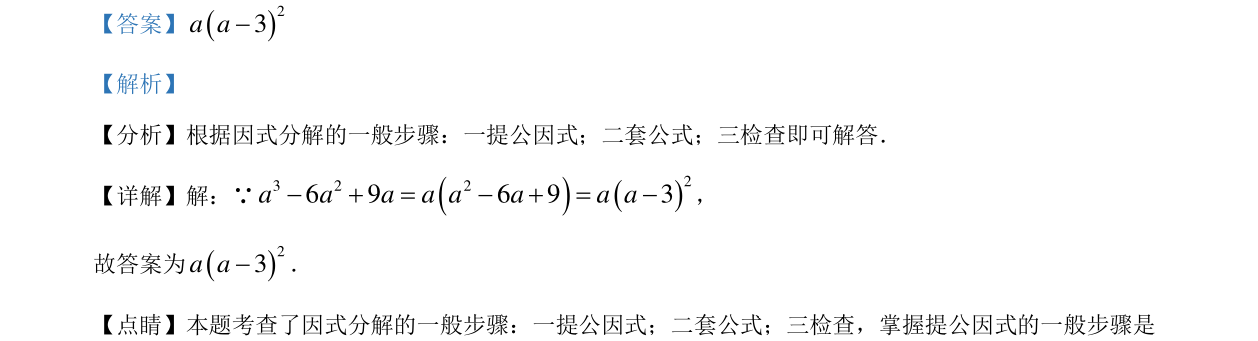 【答案】$a(a-3)^2$
【解析】
【分析】根据因式分解的一般步骤：一提公因式；二套公式；三检查即可解答．
【详解】解：∵$a^3-6a^2+9a=a(a^2-6a+9)=a(a-3)^2$，
故答案为$a(a-3)^2$．
【点睛】本题考查了因式分解的一般步骤：一提公因式；二套公式；三检查，掌握提公因式的一般步骤是